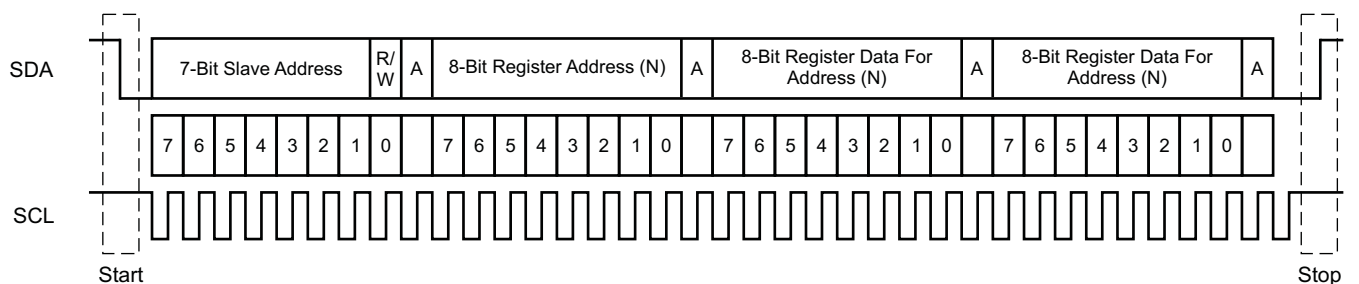 SDA
7-Bit Slave Address
R/
W
A
8-Bit Register Address (N)
A
8-Bit Register Data For
Address (N)
A
8-Bit Register Data For
Address (N)
A
7 6 5 4 3 2 1 0 7 6 5 4 3 2 1 0 7 6 5 4 3 2 1 0 7 6 5 4 3 2 1 0
SCL
Start
Stop